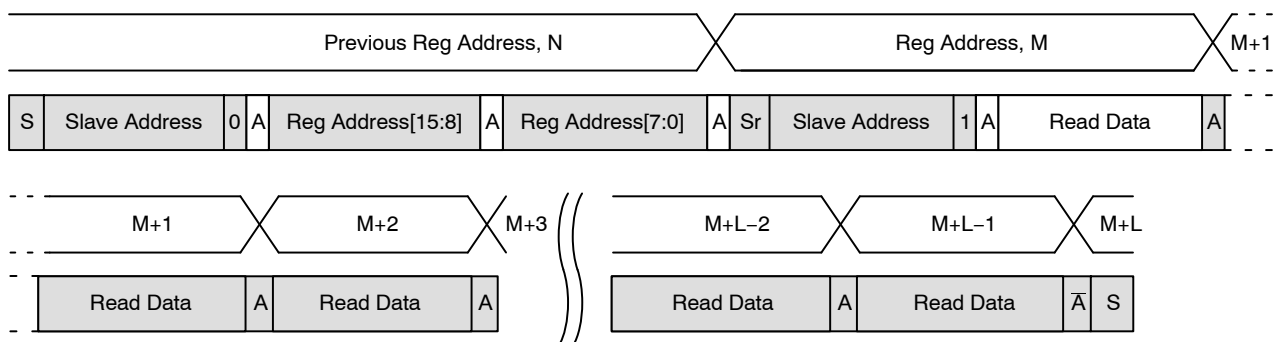 Previous Reg Address, N Reg Address, M M+1
S Slave Address 0 A Reg Address[15:8] A Reg Address[7:0] A Sr Slave Address 1 A Read Data A
M+1 M+2 M+3 M+L−2 M+L−1 M+L
Read Data A Read Data A Read Data A Read Data A̅ S